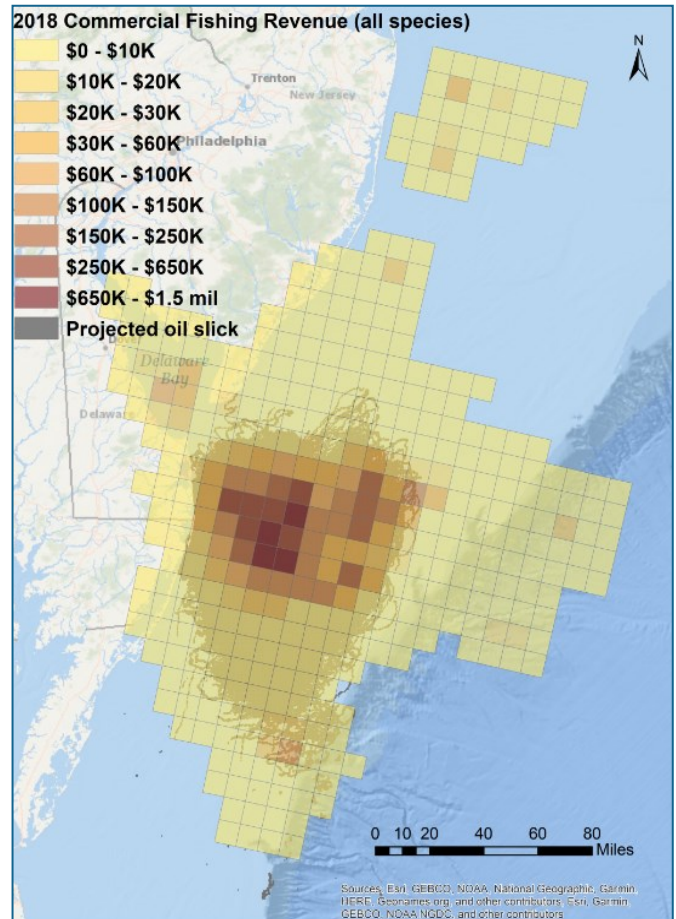 2018 Commercial Fishing Revenue (all species)
$0 - $10K
$10K - $20K
$20K - $30K
$30K - $60K
$60K - $100K
$100K - $150K
$150K - $250K
$250K - $650K
$650K - $1.5 mil
Projected oil slick
N
Trenton
New Jersey
Philadelphia
Delaware
Bay
Delaware
0 10 20 40 60 80
Miles
Sources: Esri, GEBCO, NOAA, National Geographic, Garmin,
HERE, Geonames.org, and other contributors, Esri, Garmin,
GEBCO, NOAA NGDC, and other contributors